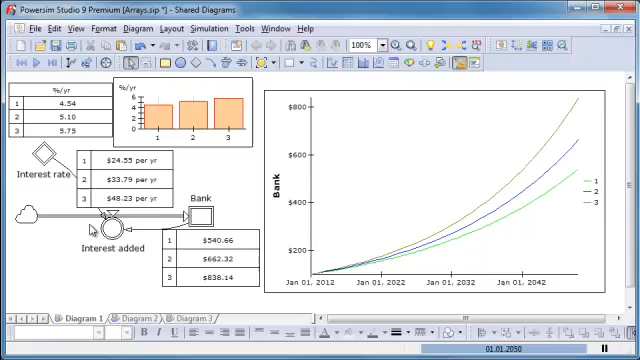 Powersim Studio 9 Premium [Arrays.sip *] - Shared Diagrams
File Edit View Format Diagram Layout Simulation Tools Window Help
100%
%/yr
1 4.54
2 5.10
3 5.75
%/yr
6
5
4
3
2
1
0
1 2 3
Interest rate
1 $24.55 per yr
2 $33.79 per yr
3 $48.23 per yr
Bank
Interest added
1 $540.66
2 $662.32
3 $838.14
$800
$600
$400
$200
Bank
1
2
3
Jan 01, 2012 Jan 01, 2022 Jan 01, 2032 Jan 01, 2042
Diagram 1 Diagram 2 Diagram 3
B I U
01.01.2050